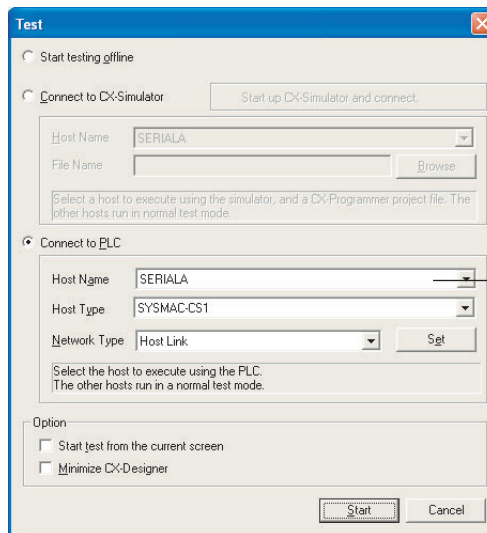 Test
Start testing offline
Connect to CX-Simulator
Start up CX-Simulator and connect.
Host Name
SERIALA
File Name
Browse
Select a host to execute using the simulator, and a CX-Programmer project file. The
other hosts run in normal test mode.
Connect to PLC
Host Name
SERIALA
Host Type
SYSMAC-CS1
Network Type
Host Link
Set
Select the host to execute using the PLC.
The other hosts run in a normal test mode.
Option
Start test from the current screen
Minimize CX-Designer
Start
Cancel